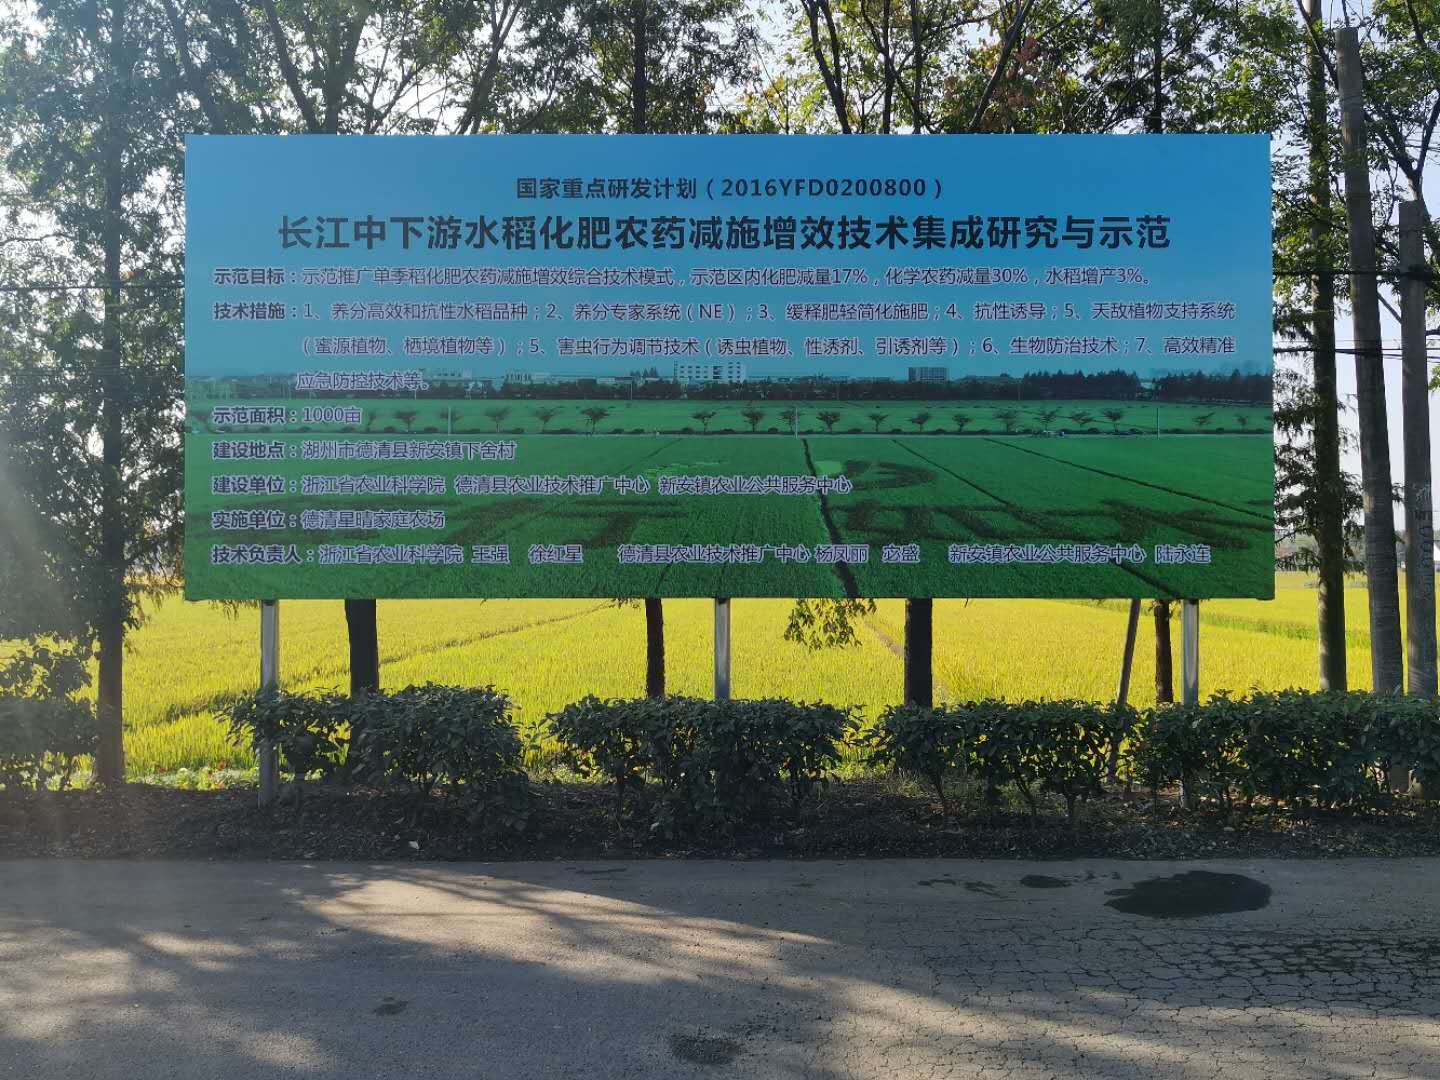 国家重点研发计划（2016YFD0200800）
长江中下游水稻化肥农药减施增效技术集成研究与示范
示范目标：示范推广单季稻化肥农药减施增效综合技术模式，示范区内化肥减量17%，化学农药减量30%，水稻增产3%。
技术措施：1、养分高效和抗性水稻品种；2、养分专家系统（NE）；3、缓释肥轻简化施肥；4、抗性诱导；5、天敌植物支持系统
（蜜源植物、栖境植物等）；5、害虫行为调节技术（诱虫植物、性诱剂、引诱剂等）；6、生物防治技术；7、高效精准
应急防控技术等。
示范面积：1000亩
建设地点：湖州市德清县新安镇下舍村
建设单位：浙江省农业科学院 德清县农业技术推广中心 新安镇农业公共服务中心
实施单位：德清星晴家庭农场
技术负责人：浙江省农业科学院 王强 徐红星 德清县农业技术推广中心 杨凤丽 宓盛 新安镇农业公共服务中心 陆永连